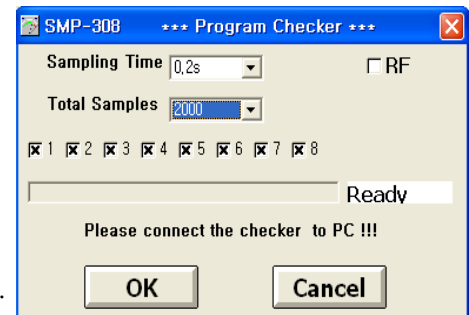 SMP-308 *** Program Checker ***
Sampling Time 0,2s RF
Total Samples 2000
1 2 3 4 5 6 7 8
Ready
Please connect the checker to PC !!!
. OK Cancel